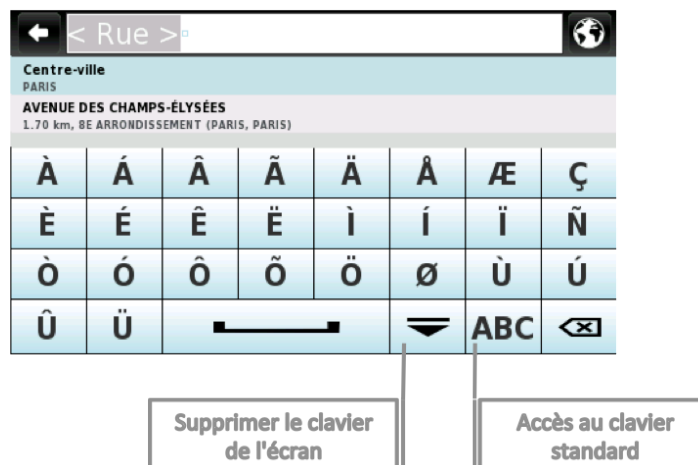 < Rue >
Centre-ville
PARIS
AVENUE DES CHAMPS-ÉLYSÉES
1.70 km, 8E ARRONDISSEMENT (PARIS, PARIS)
À Á Â Ã Ä Å Æ Ç
È É Ê Ë Ì Í Ï Ñ
Ò Ó Ô Õ Ö Ø Ù Ú
Û Ü ABC
Supprimer le clavier
de l'écran
Accès au clavier
standard